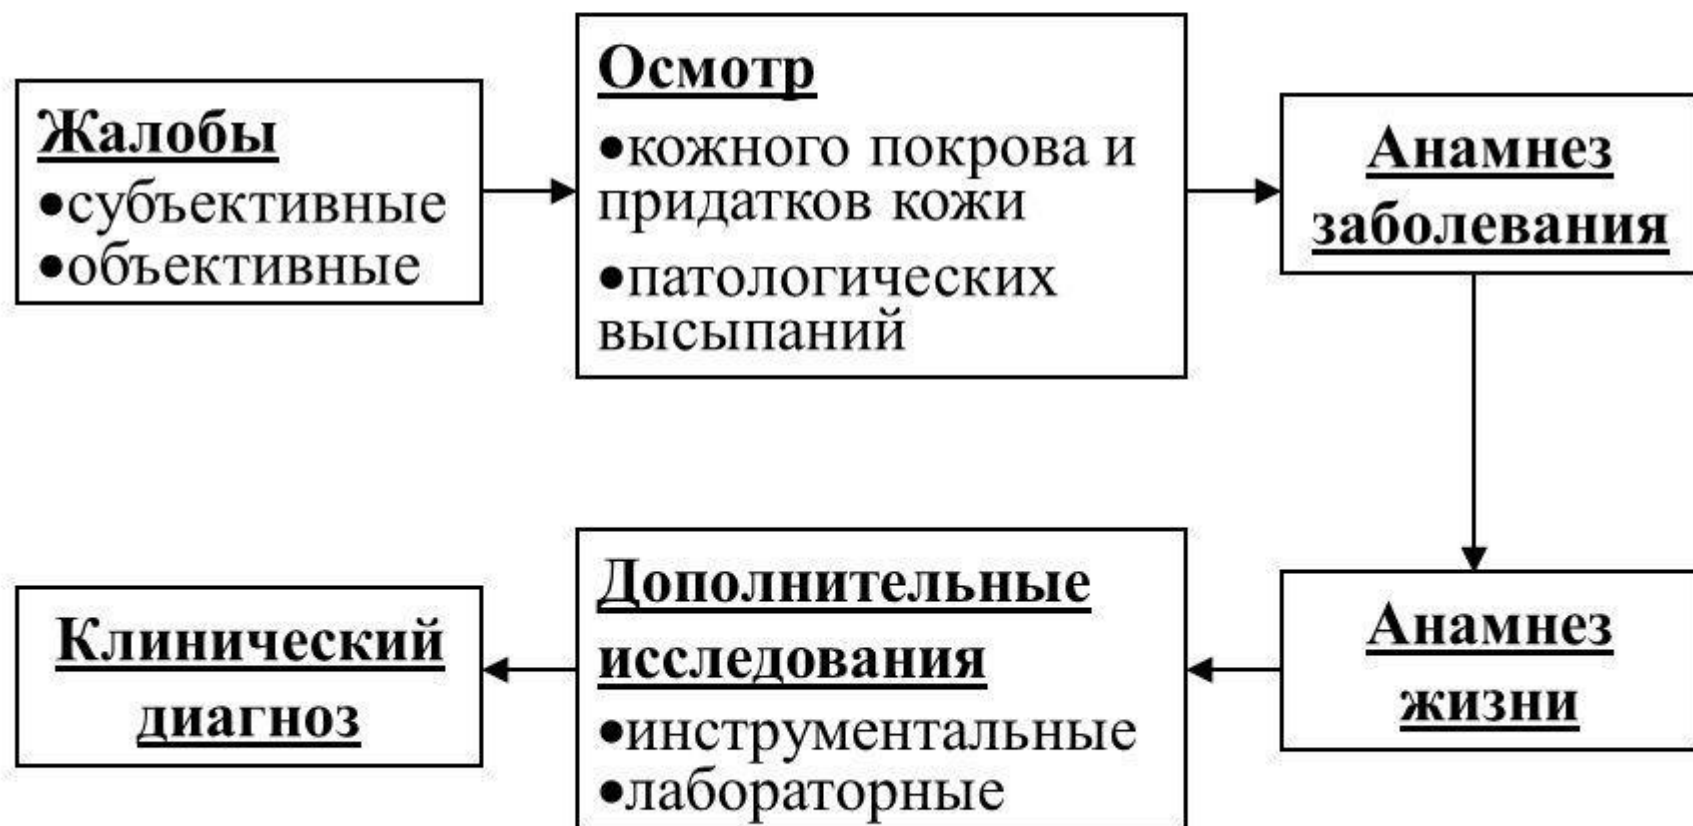 Жалобы
•субъективные
•объективные
Осмотр
•кожного покрова и
придатков кожи
•патологических
высыпаний
Анамнез
заболевания
Анамнез
жизни
Дополнительные
исследования
•инструментальные
•лабораторные
Клинический
диагноз